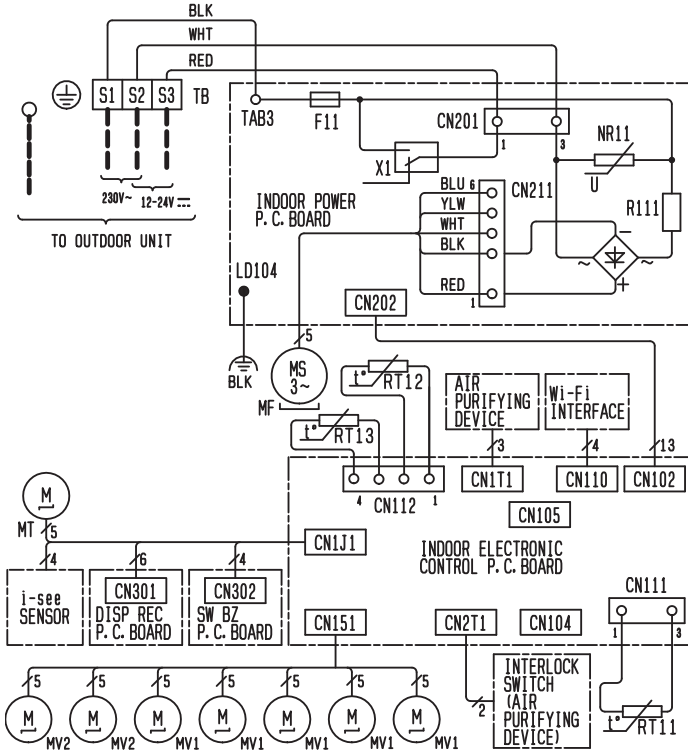 BLK
WHT
RED
S1 S2 S3 TB
TAB3
F11
CN201
1 3
NR11
U
X1
230V~ 12-24V
TO OUTDOOR UNIT
INDOOR POWER
P.C.BOARD
BLU 6
YLW
WHT
BLK
RED
1
CN211
R111
~ − ~
+
LD104
BLK
CN202
5
MS
3~
MF
t° RT12
t° RT13
AIR
PURIFYING
DEVICE
3
Wi-Fi
INTERFACE
4
13
4 1
CN112
CN1T1
CN110
CN102
CN105
M
MT
5
CN1J1
INDOOR ELECTRONIC
CONTROL P.C.BOARD
4
i-see
SENSOR
6
CN301
DISP REC
P.C.BOARD
4
CN302
SW BZ
P.C.BOARD
CN151
CN2T1
CN104
CN111
1 3
2
INTERLOCK
SWITCH
(AIR
PURIFYING
DEVICE)
t° RT11
5 5 5 5 5 5 5
M M M M M M M
MV2 MV2 MV1 MV1 MV1 MV1 MV1